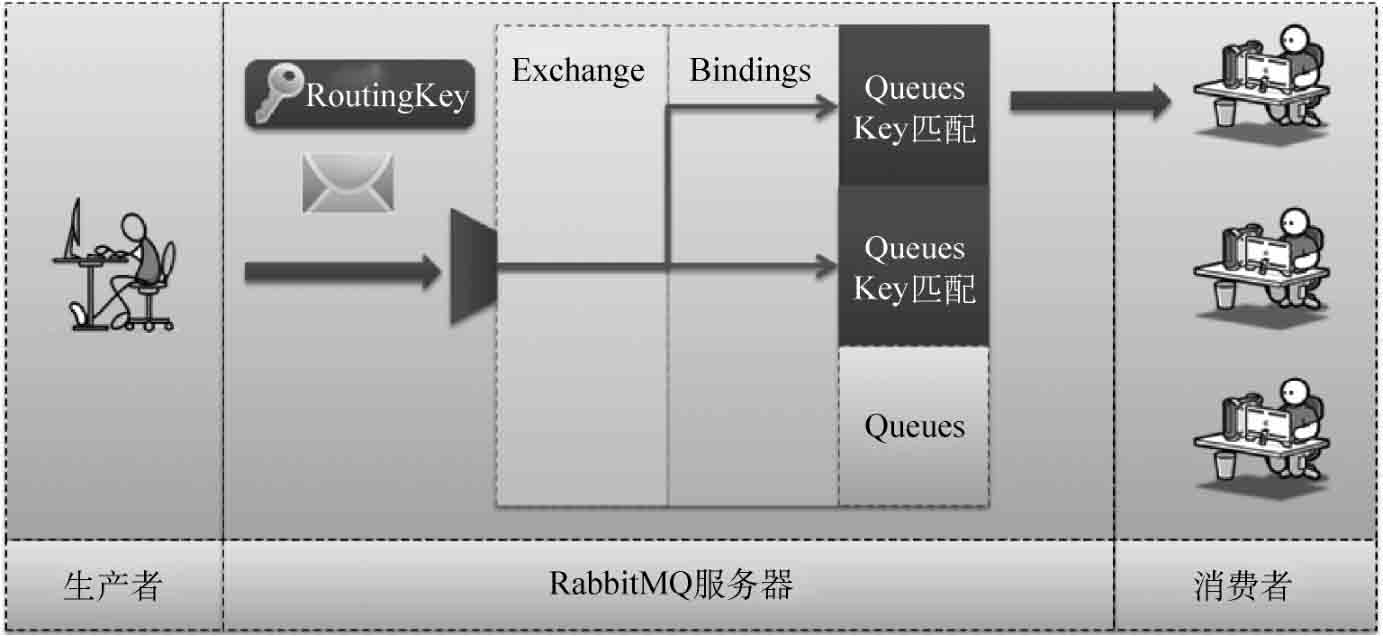 RoutingKey
Exchange
Bindings
Queues
Key匹配
Queues
Key匹配
Queues
生产者
RabbitMQ服务器
消费者